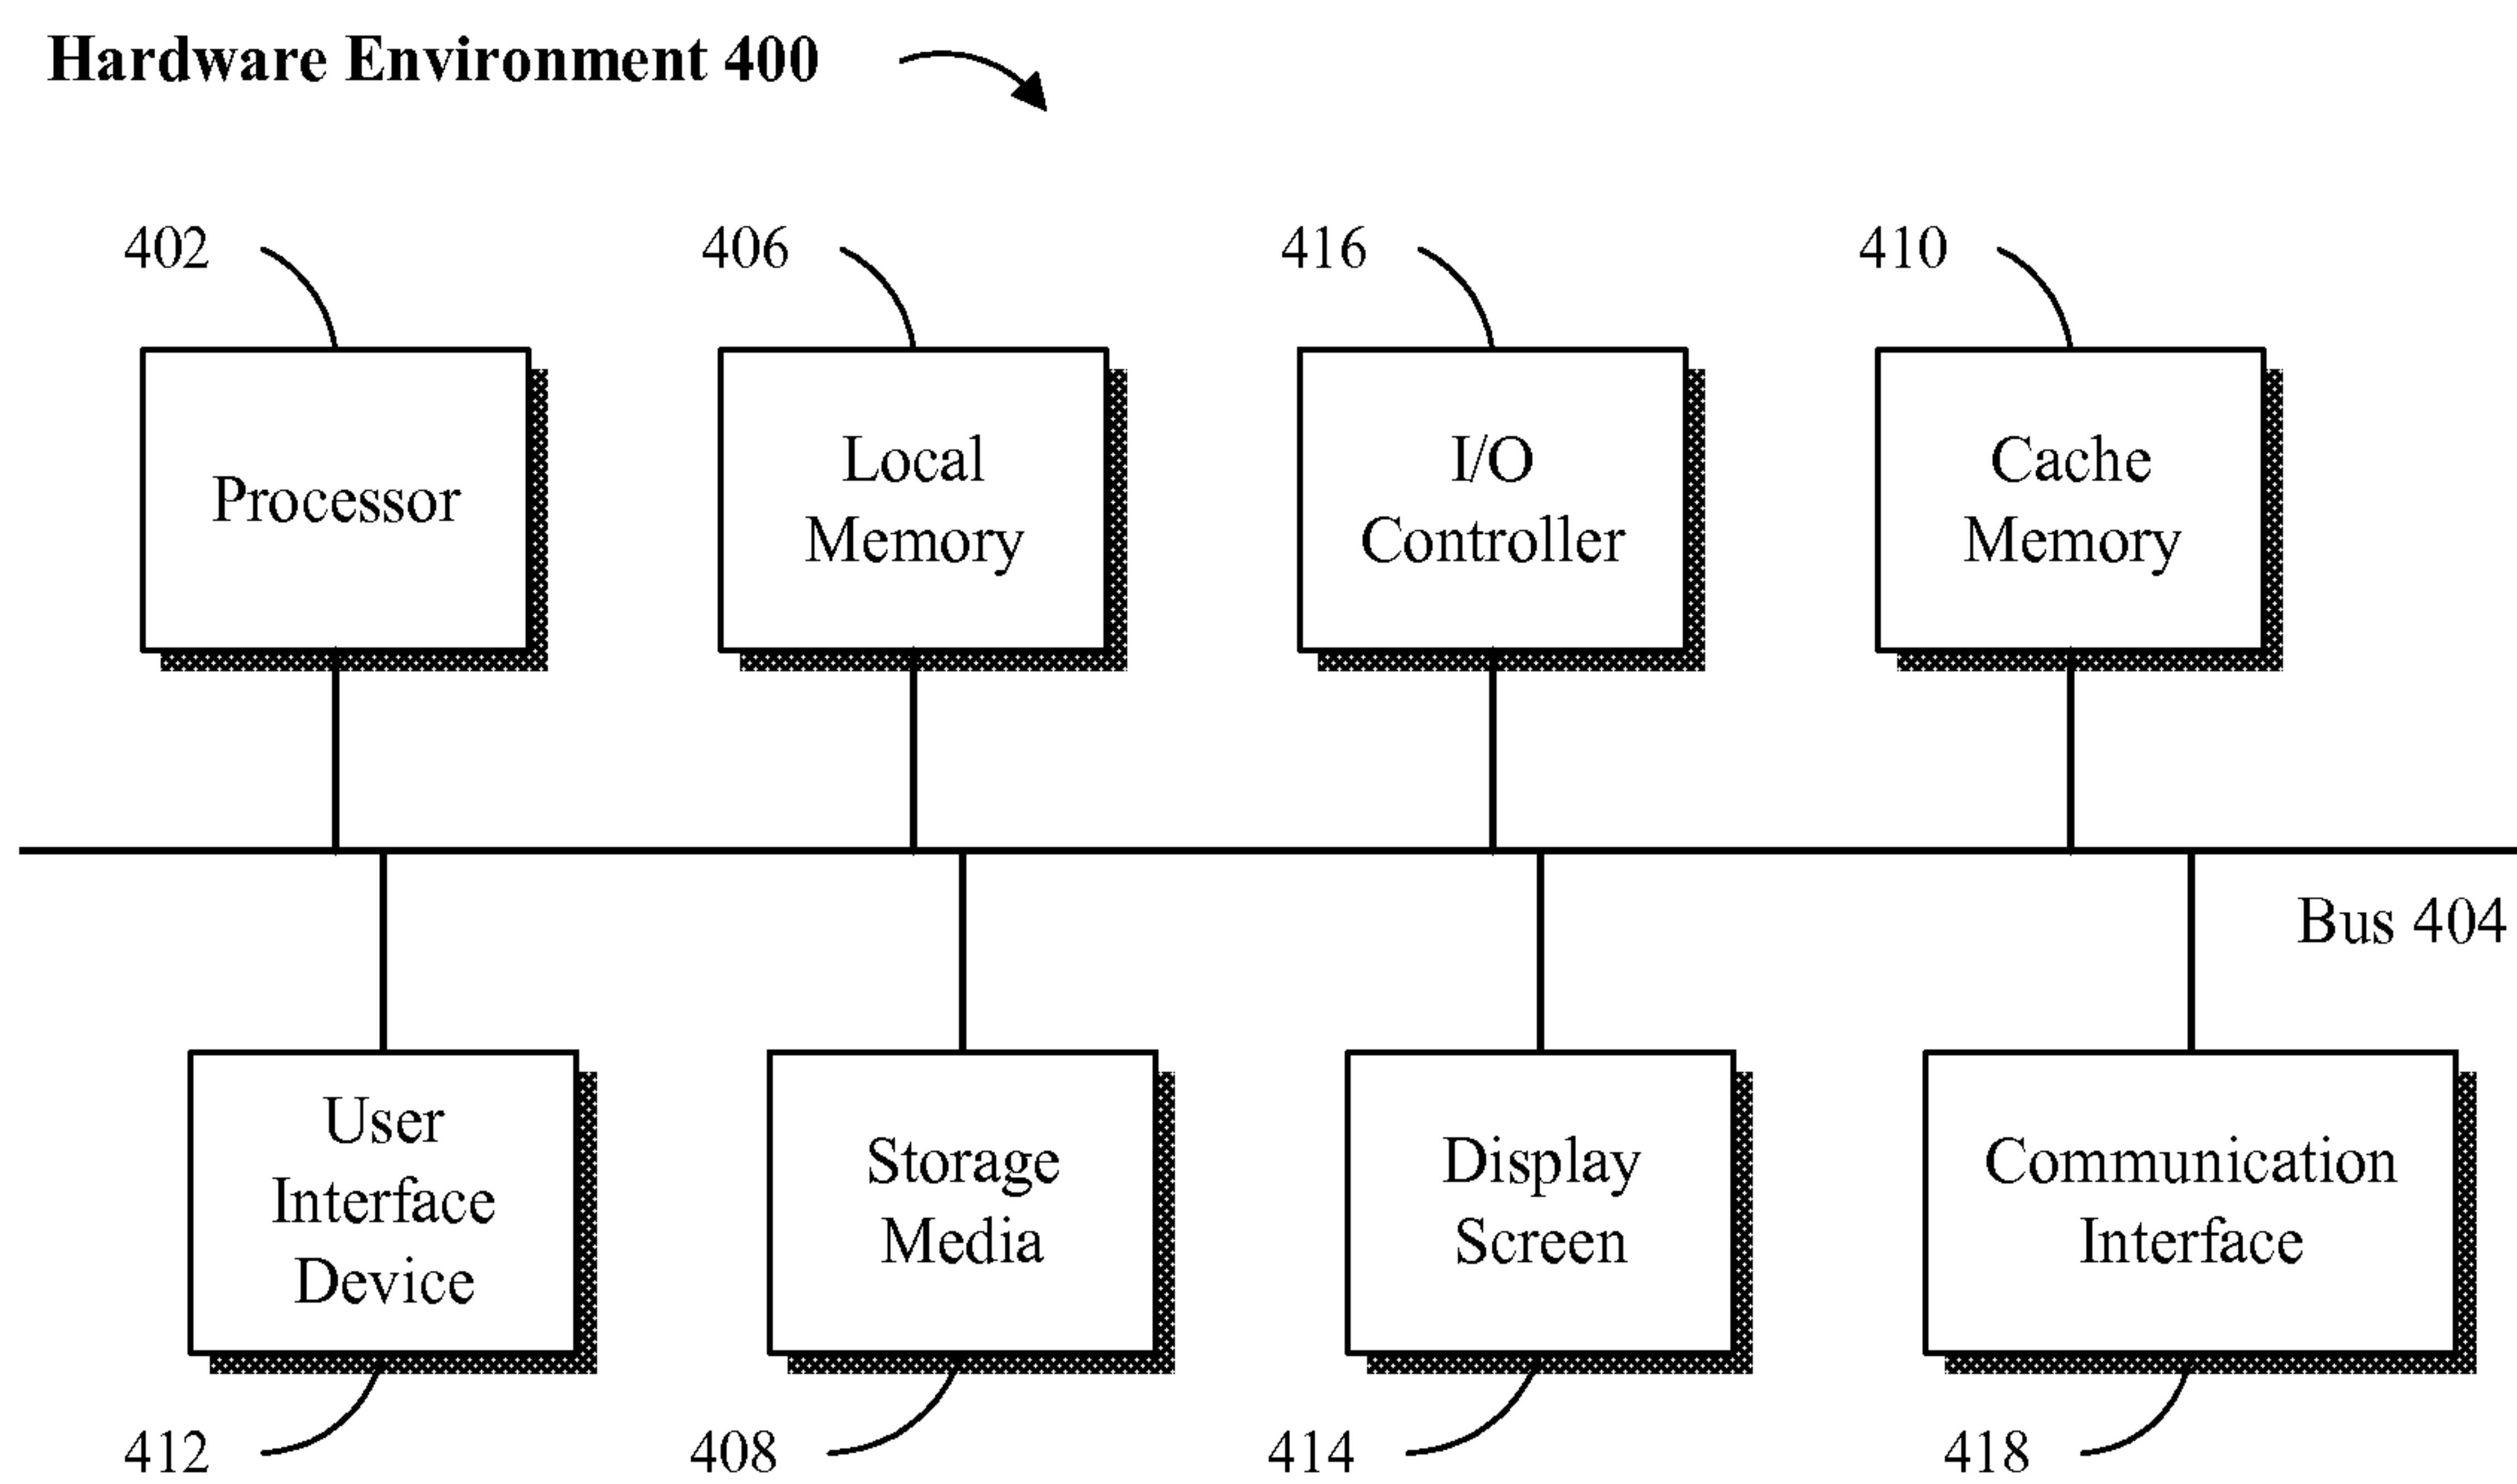 Hardware Environment 400
402
406
416
410
Processor
Local
Memory
I/O
Controller
Cache
Memory
Bus 404
User
Interface
Device
Storage
Media
Display
Screen
Communication
Interface
412
408
414
418